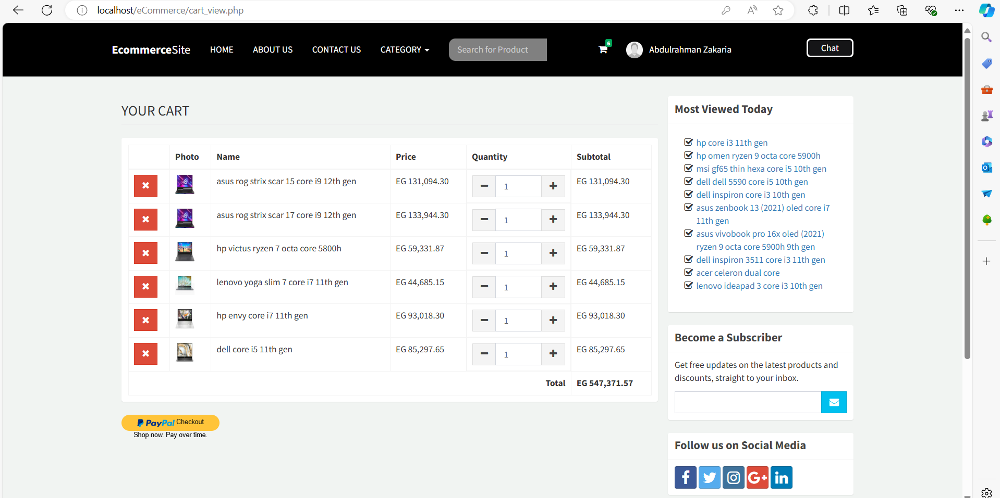 localhost/eCommerce/cart_view.php
EcommerceSite HOME ABOUT US CONTACT US CATEGORY Search for Product 6 Abdulrahman Zakaria Chat
YOUR CART
Photo Name Price Quantity Subtotal
asus rog strix scar 15 core i9 12th gen EG 131,094.30 1 EG 131,094.30
asus rog strix scar 17 core i9 12th gen EG 133,944.30 1 EG 133,944.30
hp victus ryzen 7 octa core 5800h EG 59,331.87 1 EG 59,331.87
lenovo yoga slim 7 core i7 11th gen EG 44,685.15 1 EG 44,685.15
hp envy core i7 11th gen EG 93,018.30 1 EG 93,018.30
dell core i5 11th gen EG 85,297.65 1 EG 85,297.65
Total EG 547,371.57
PayPal Checkout
Shop now. Pay over time.
Most Viewed Today
hp core i3 11th gen
hp omen ryzen 9 octa core 5900h
msi gf65 thin hexa core i5 10th gen
dell dell 5590 core i5 10th gen
dell inspiron core i3 10th gen
asus zenbook 13 (2021) oled core i7
11th gen
asus vivobook pro 16x oled (2021)
ryzen 9 octa core 5900h 9th gen
dell inspiron 3511 core i3 11th gen
acer celeron dual core
lenovo ideapad 3 core i3 10th gen
Become a Subscriber
Get free updates on the latest products and
discounts, straight to your inbox.
Follow us on Social Media